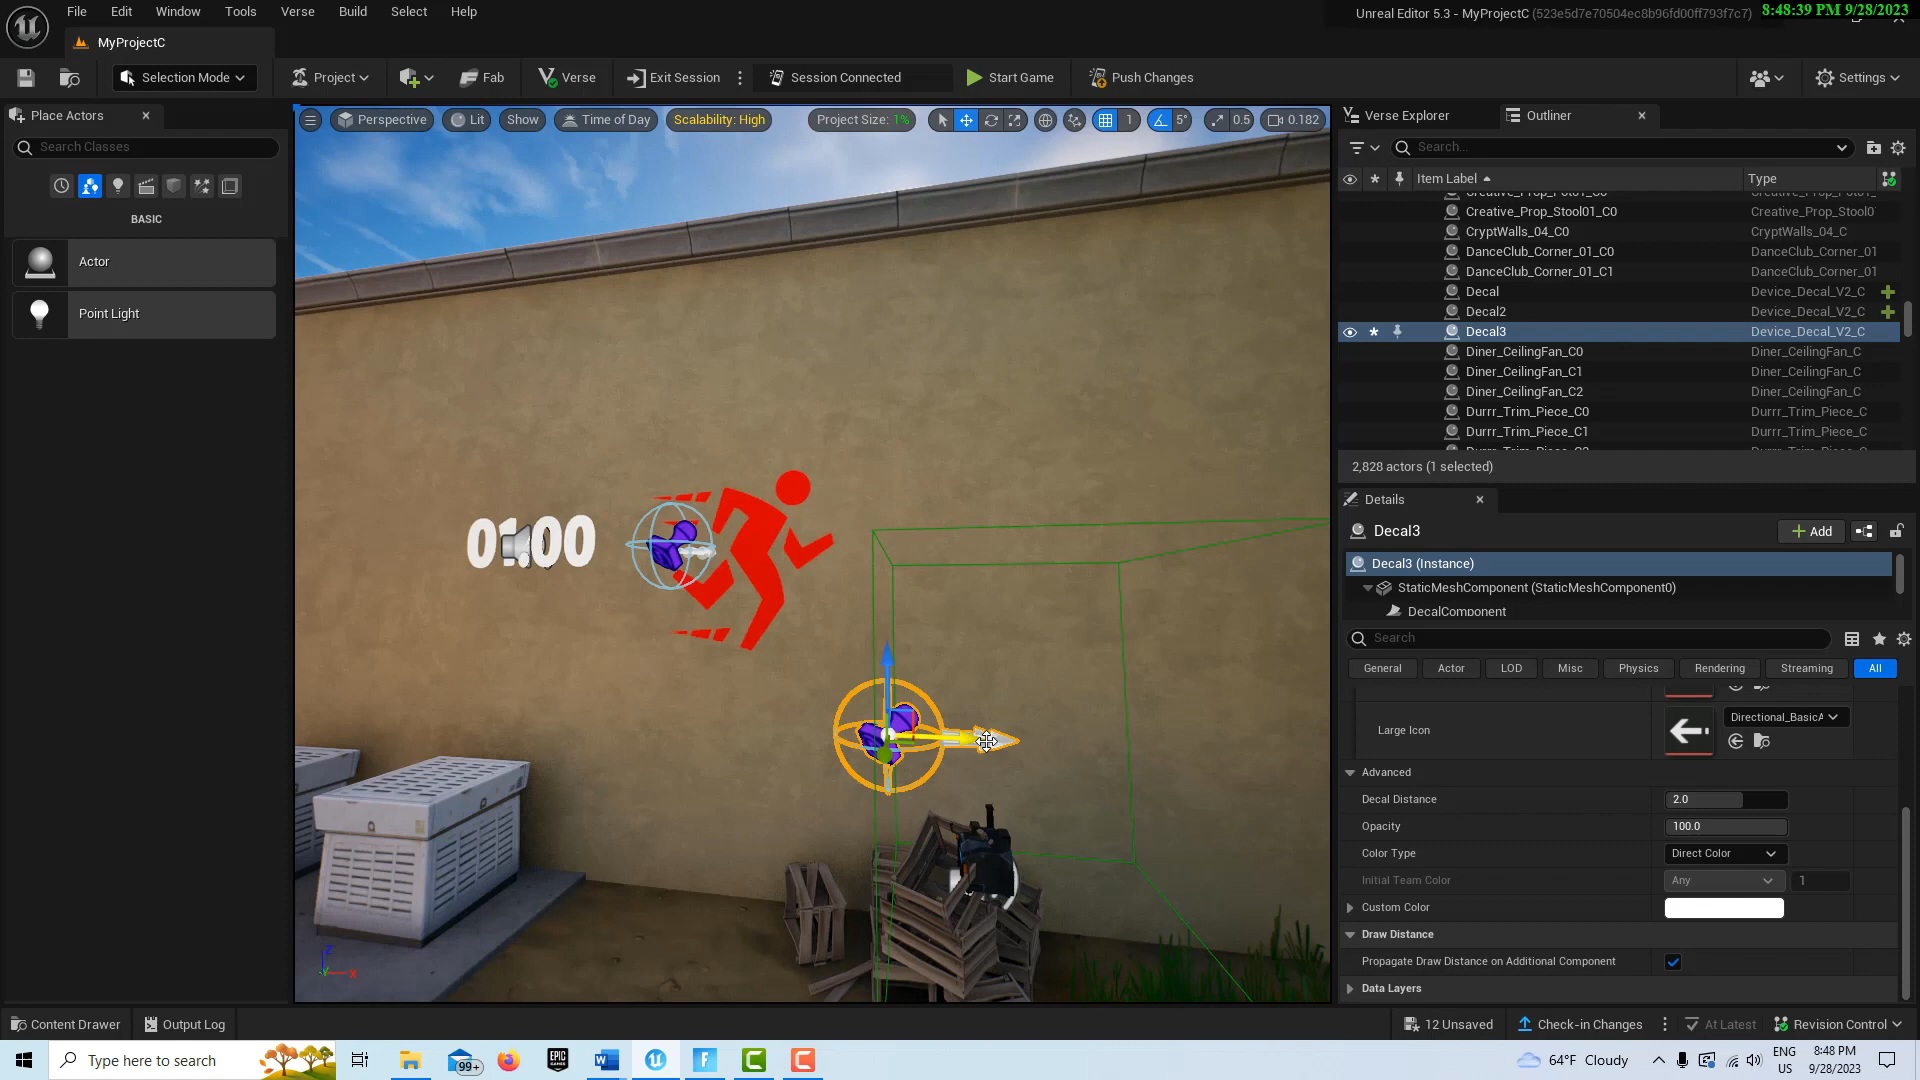 File Edit Window Tools Verse Build Select Help
Unreal Editor 5.3 - MyProjectC (523e5d7e70504ec8b96fd00ff793f7c7)
8:48:39 PM 9/28/2023
MyProjectC
Selection Mode
Project
Fab
Verse
Exit Session
Session Connected
Start Game
Push Changes
Settings
Place Actors
Search Classes
BASIC
Actor
Point Light
Perspective
Lit
Show
Time of Day
Scalability: High
Project Size: 1%
1
5°
0.5
0.182
Z
X
Verse Explorer
Outliner
Search...
Item Label
Type
Creative_Prop_Stool01_C0 Creative_Prop_Stool0
CryptWalls_04_C0 CryptWalls_04_C
DanceClub_Corner_01_C0 DanceClub_Corner_01
DanceClub_Corner_01_C1 DanceClub_Corner_01
Decal Device_Decal_V2_C
Decal2 Device_Decal_V2_C
Decal3 Device_Decal_V2_C
Diner_CeilingFan_C0 Diner_CeilingFan_C
Diner_CeilingFan_C1 Diner_CeilingFan_C
Diner_CeilingFan_C2 Diner_CeilingFan_C
Durrr_Trim_Piece_C0 Durrr_Trim_Piece_C
Durrr_Trim_Piece_C1 Durrr_Trim_Piece_C
2,828 actors (1 selected)
Details
Decal3
Add
Decal3 (Instance)
StaticMeshComponent (StaticMeshComponent0)
DecalComponent
Search
General Actor LOD Misc Physics Rendering Streaming All
Large Icon
Directional_BasicA
Advanced
Decal Distance 2.0
Opacity 100.0
Color Type Direct Color
Initial Team Color Any 1
Custom Color
Draw Distance
Propagate Draw Distance on Additional Component
Data Layers
Content Drawer
Output Log
12 Unsaved
Check-in Changes
At Latest
Revision Control
Type here to search
99+
64°F Cloudy
ENG
US
8:48 PM
9/28/2023